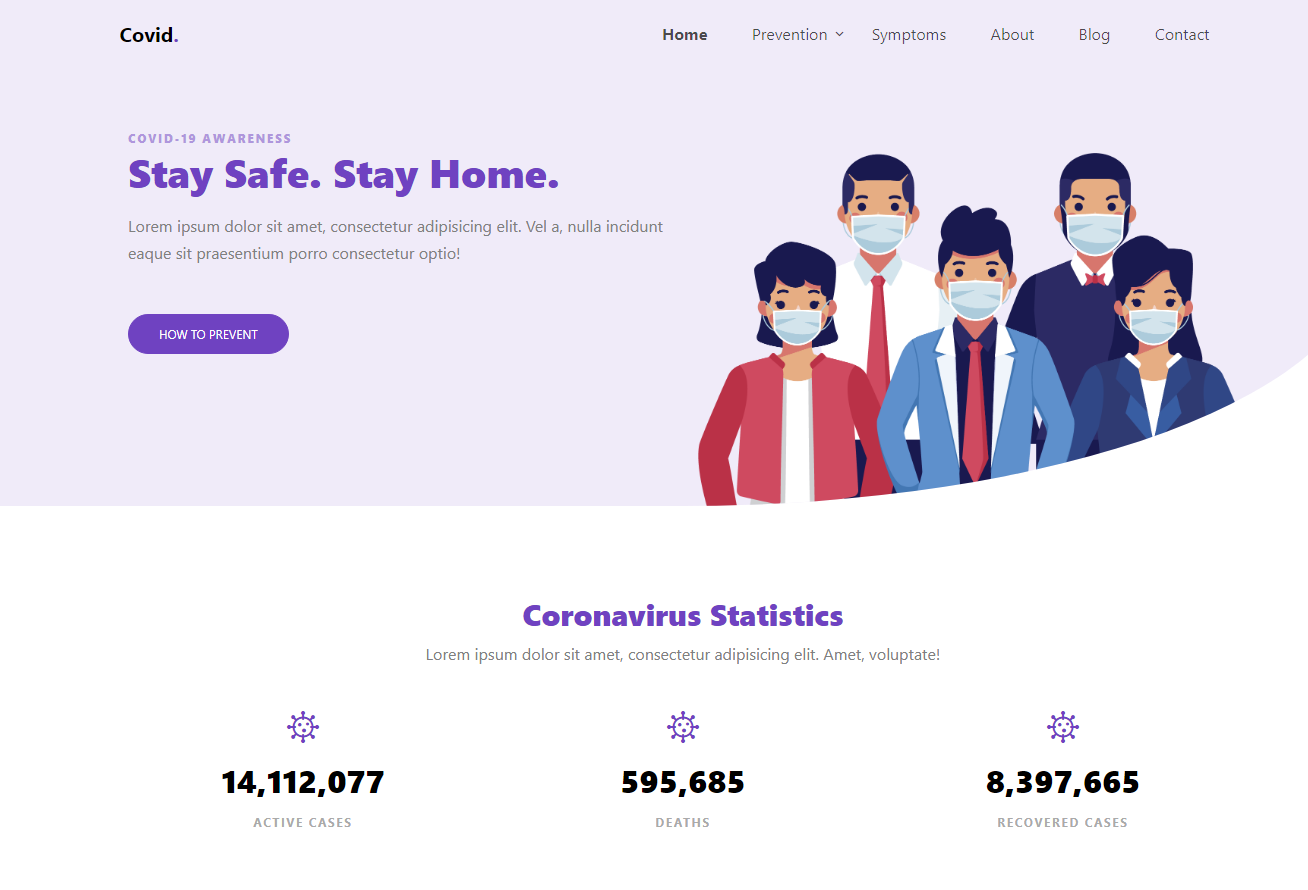 Covid.
Home Prevention Symptoms About Blog Contact
COVID-19 AWARENESS
Stay Safe. Stay Home.
Lorem ipsum dolor sit amet, consectetur adipisicing elit. Vel a, nulla incidunt
eaque sit praesentium porro consectetur optio!
HOW TO PREVENT
Coronavirus Statistics
Lorem ipsum dolor sit amet, consectetur adipisicing elit. Amet, voluptate!
14,112,077 595,685 8,397,665
ACTIVE CASES DEATHS RECOVERED CASES